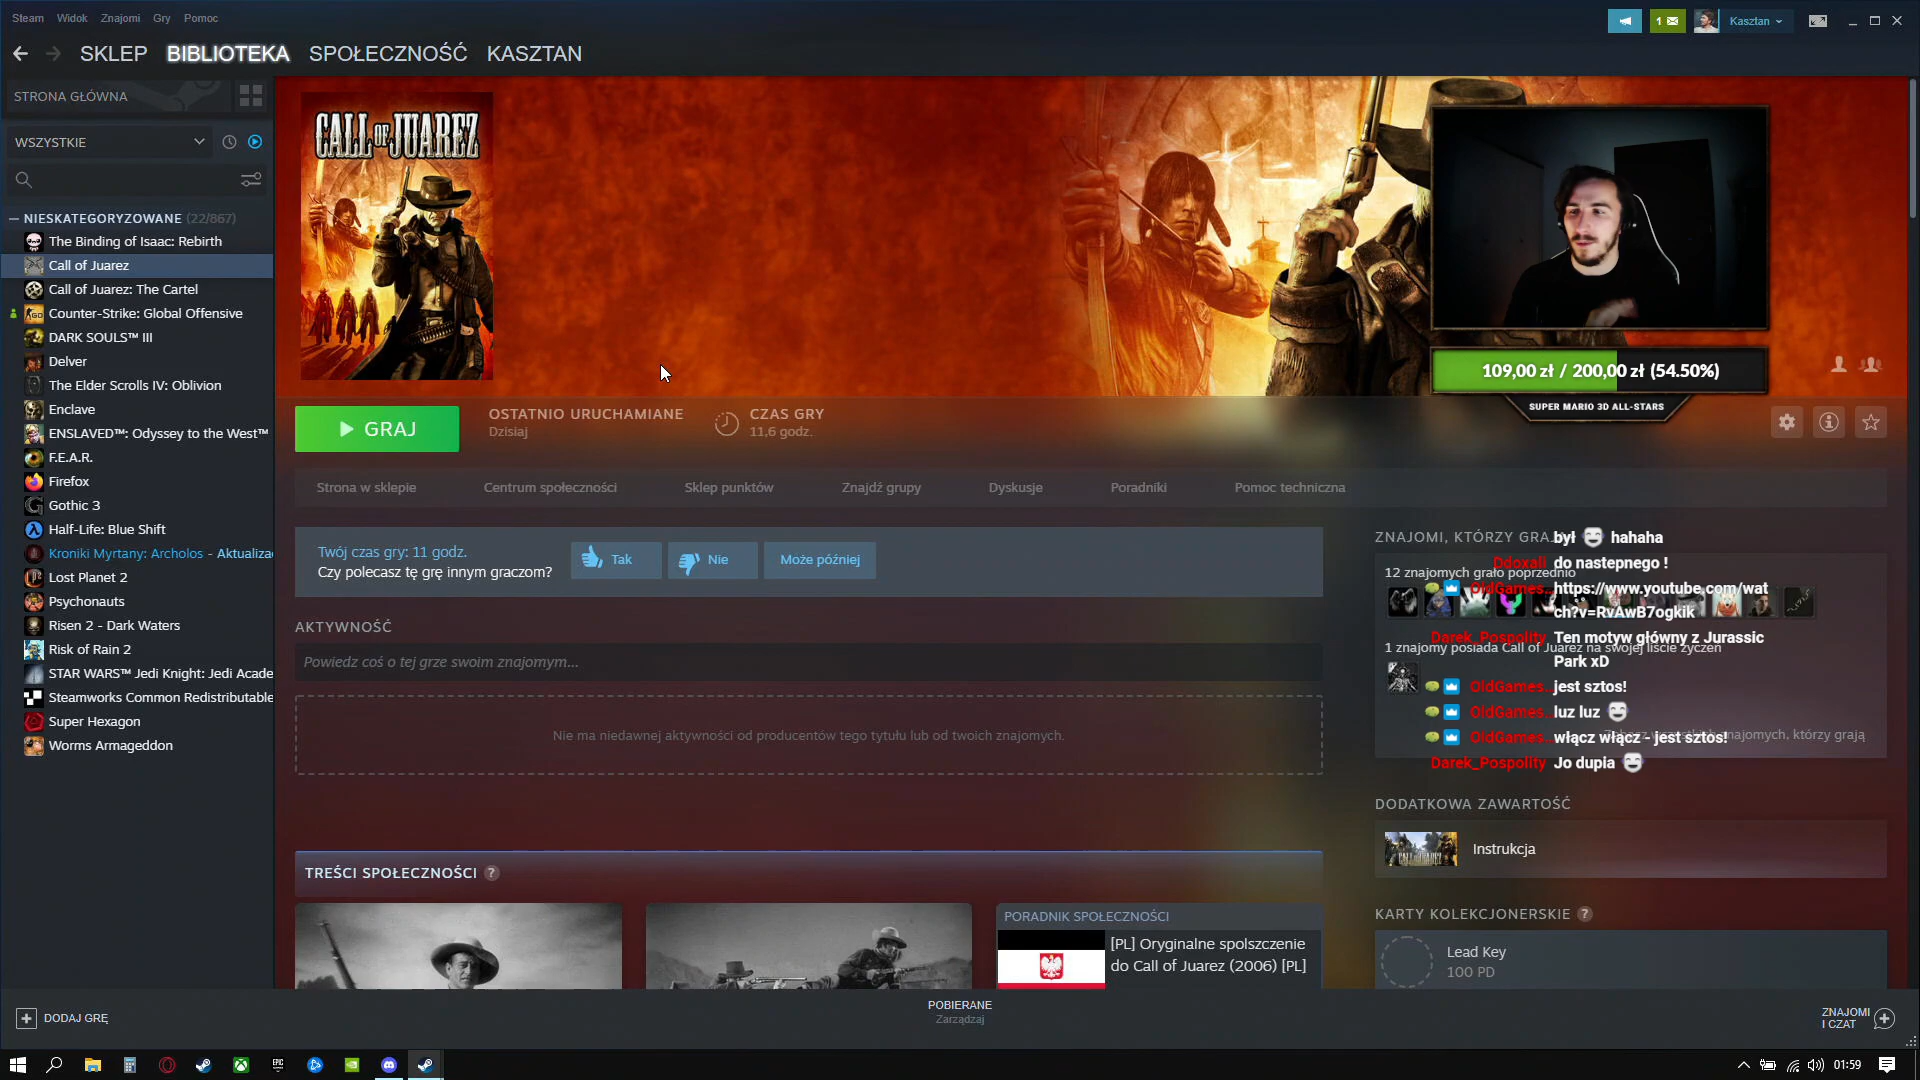 Steam Widok Znajomi Gry Pomoc
1
Kasztan
SKLEP BIBLIOTEKA SPOŁECZNOŚĆ KASZTAN
STRONA GŁÓWNA
WSZYSTKIE
NIESKATEGORYZOWANE (22/867)
The Binding of Isaac: Rebirth
Call of Juarez
Call of Juarez: The Cartel
Counter-Strike: Global Offensive
DARK SOULS™ III
Delver
The Elder Scrolls IV: Oblivion
Enclave
ENSLAVED™: Odyssey to the West™
F.E.A.R.
Firefox
Gothic 3
Half-Life: Blue Shift
Kroniki Myrtany: Archolos - Aktualizac
Lost Planet 2
Psychonauts
Risen 2 - Dark Waters
Risk of Rain 2
STAR WARS™ Jedi Knight: Jedi Acade
Steamworks Common Redistributable
Super Hexagon
Worms Armageddon
CALL OF JUAREZ
109,00 zł / 200,00 zł (54.50%)
SUPER MARIO 3D ALL-STARS
GRAJ
OSTATNIO URUCHAMIANE
Dzisiaj
CZAS GRY
11,6 godz.
Strona w sklepie Centrum społeczności Sklep punktów Znajdź grupy Dyskusje Poradniki Pomoc techniczna
Twój czas gry: 11 godz.
Czy polecasz tę grę innym graczom?
Tak
Nie
Może później
AKTYWNOŚĆ
Powiedz coś o tej grze swoim znajomym...
Nie ma niedawnej aktywności od producentów tego tytułu lub od twoich znajomych.
TREŚCI SPOŁECZNOŚCI ?
PORADNIK SPOŁECZNOŚCI
[PL] Oryginalne spolszczenie
do Call of Juarez (2006) [PL]
ZNAJOMI, KTÓRZY GRA
był hahaha
Ddoxali do nastepnego !
12 znajomych grało poprzednio
OldGames... https://www.youtube.com/wat
ch?v=RvAwB7ogkik
Darek_Pospolity Ten motyw główny z Jurassic
Park xD
1 znajomy posiada Call of Juarez na swojej liście życzeń
OldGames... jest sztos!
OldGames... luz luz
OldGames... włącz włącz - jest sztos!
znajomych, którzy grają
Darek_Pospolity Jo dupia
DODATKOWA ZAWARTOŚĆ
CALL OF JUAREZ
Instrukcja
KARTY KOLEKCJONERSKIE ?
Lead Key
100 PD
DODAJ GRĘ
POBIERANE
Zarządzaj
ZNAJOMI
I CZAT
EPIC
01:59